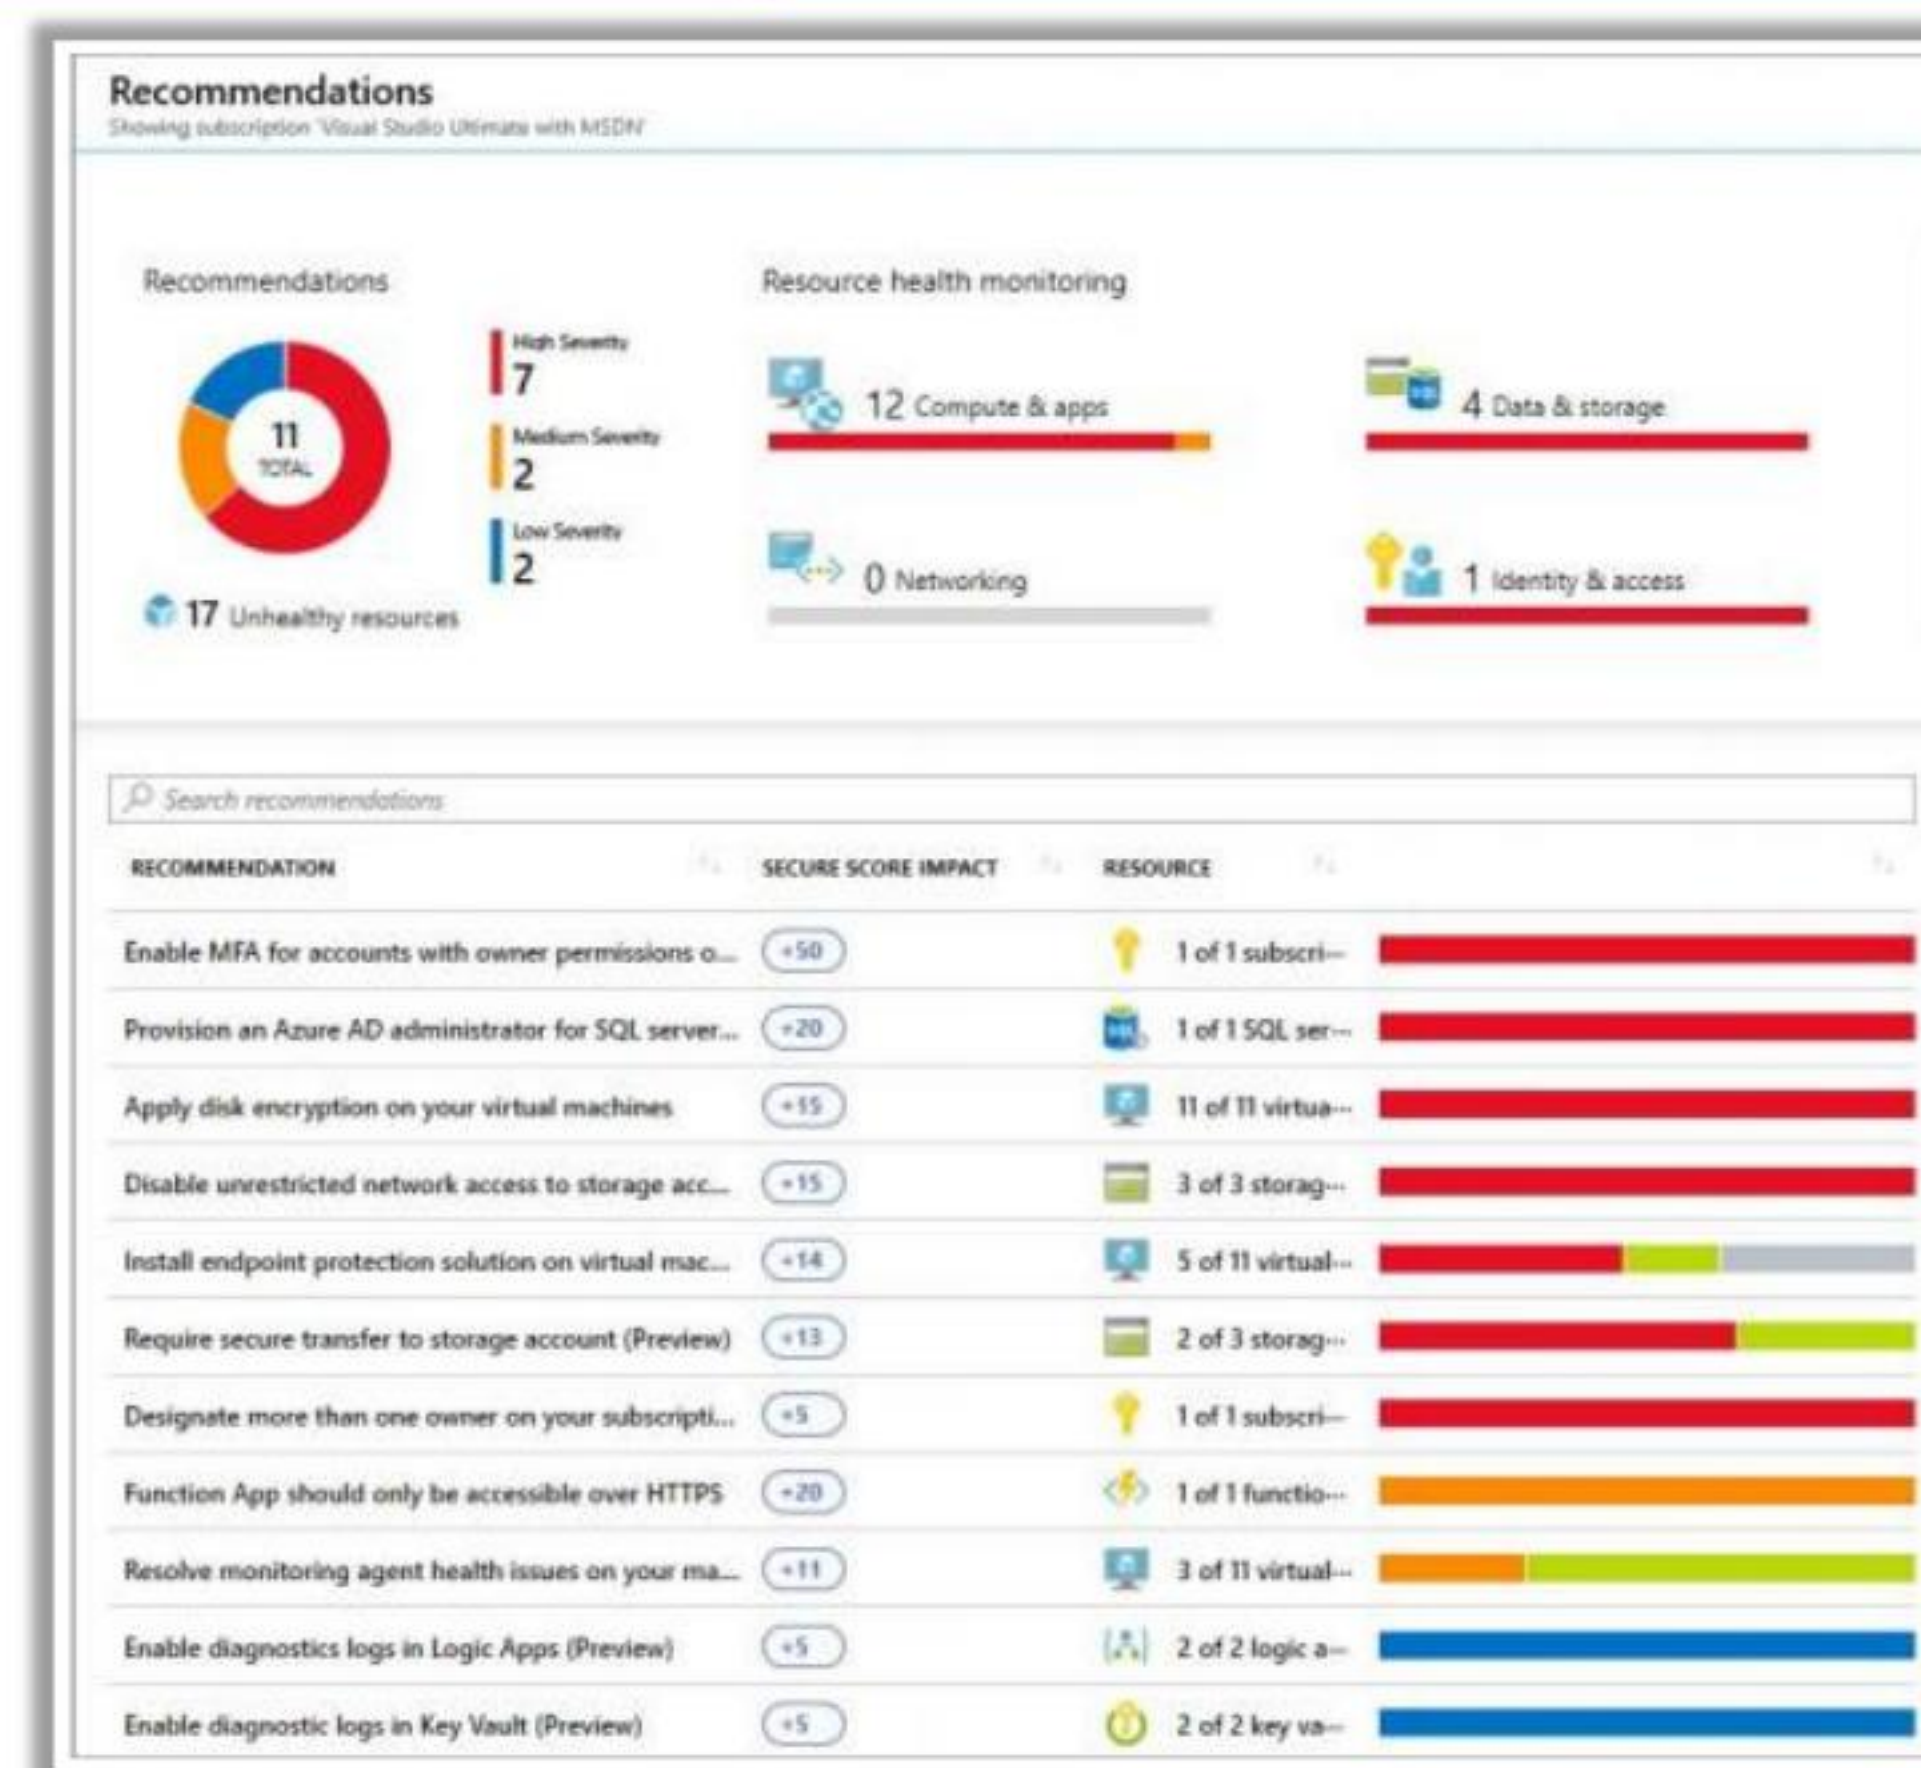 Recommendations
Showing subscription 'Visual Studio Ultimate with MSDN'
Recommendations
11
TOTAL
High Severity
7
Medium Severity
2
Low Severity
2
17 Unhealthy resources
Resource health monitoring
12 Compute & apps
4 Data & storage
0 Networking
1 Identity & access
Search recommendations
RECOMMENDATION SECURE SCORE IMPACT RESOURCE
Enable MFA for accounts with owner permissions o... +50 1 of 1 subscri...
Provision an Azure AD administrator for SQL server... +20 1 of 1 SQL ser...
Apply disk encryption on your virtual machines +15 11 of 11 virtua...
Disable unrestricted network access to storage acc... +15 3 of 3 storag...
Install endpoint protection solution on virtual mac... +14 5 of 11 virtual...
Require secure transfer to storage account (Preview) +13 2 of 3 storag...
Designate more than one owner on your subscripti... +5 1 of 1 subscri...
Function App should only be accessible over HTTPS +20 1 of 1 functio...
Resolve monitoring agent health issues on your ma... +11 3 of 11 virtual...
Enable diagnostics logs in Logic Apps (Preview) +5 2 of 2 logic a...
Enable diagnostic logs in Key Vault (Preview) +5 2 of 2 key va...